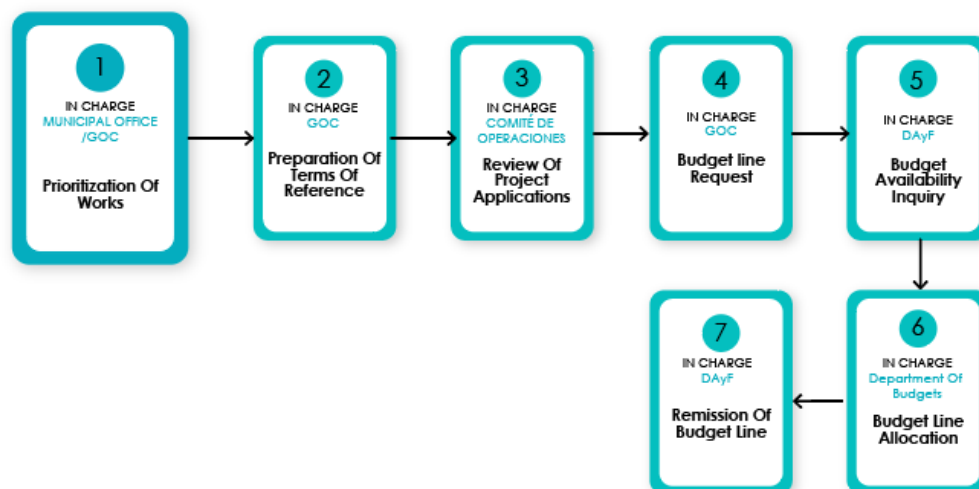 1
IN CHARGE
MUNICIPAL OFFICE
/GOC
Prioritization Of
Works
2
IN CHARGE
GOC
Preparation Of
Terms Of
Reference
3
IN CHARGE
COMITÉ DE
OPERACIONES
Review Of
Project
Applications
4
IN CHARGE
GOC
Budget line
Request
5
IN CHARGE
DAyF
Budget
Availability
Inquiry
6
IN CHARGE
Department Of
Budgets
Budget Line
Allocation
7
IN CHARGE
DAyF
Remission Of
Budget Line